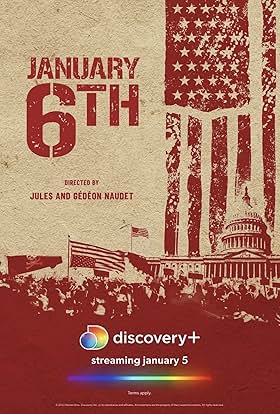 JANUARY
6TH
DIRECTED BY
JULES AND GÉDÉON NAUDET
discovery+
streaming january 5
Terms apply.